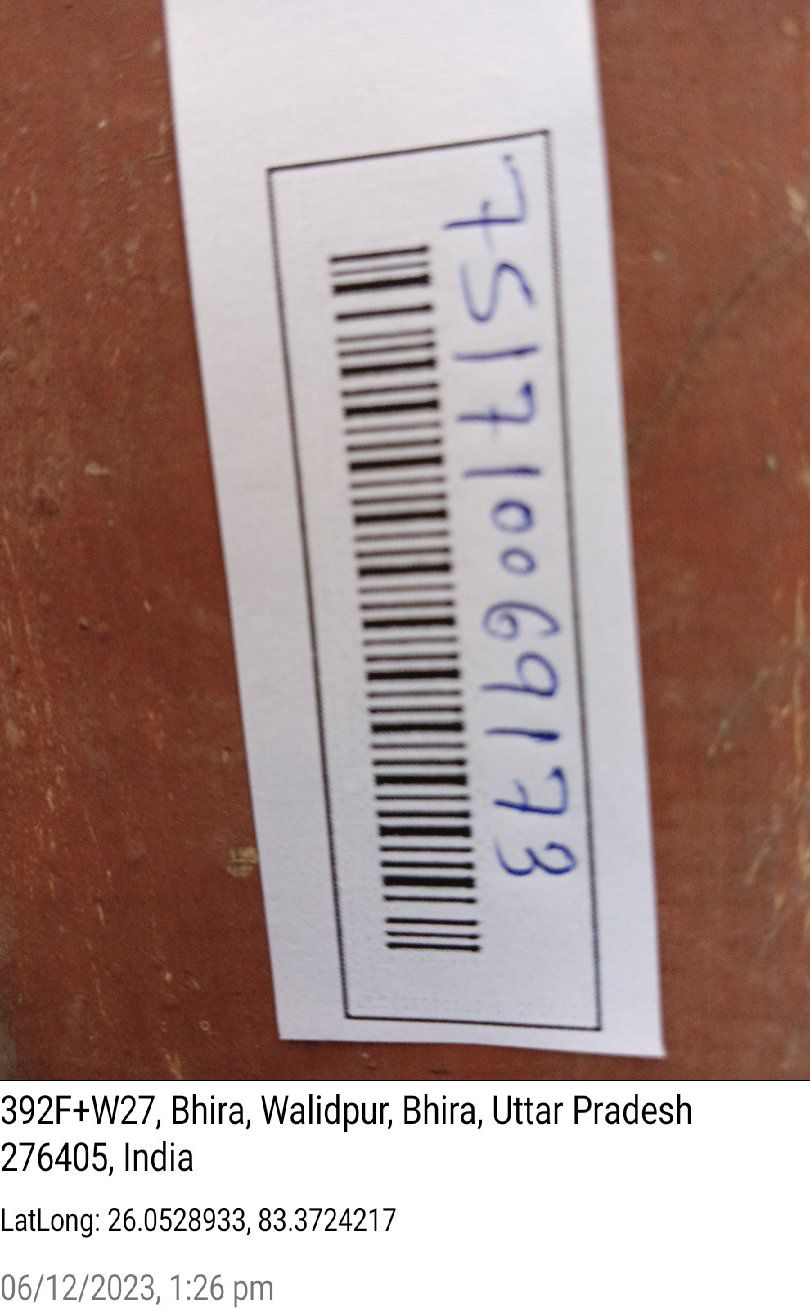 751710069173
392F+W27, Bhira, Walidpur, Bhira, Uttar Pradesh
276405, India
LatLong: 26.0528933, 83.3724217
06/12/2023, 1:26 pm